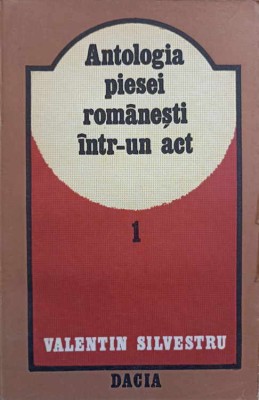 Antologia
piesei
românești
într-un act
1
VALENTIN SILVESTRU
DACIA